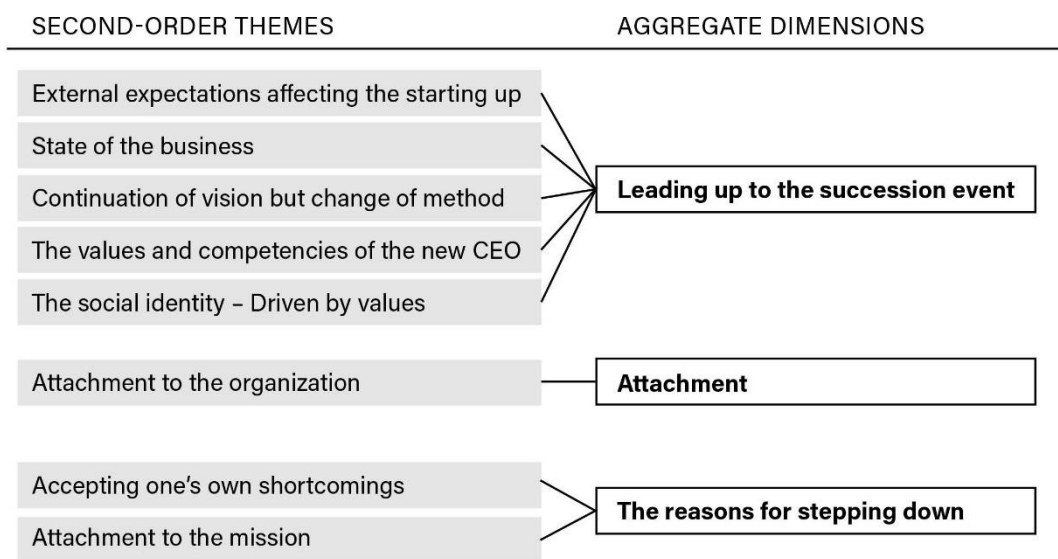 SECOND-ORDER THEMES
AGGREGATE DIMENSIONS
External expectations affecting the starting up
State of the business
Continuation of vision but change of method
The values and competencies of the new CEO
The social identity – Driven by values
Leading up to the succession event
Attachment to the organization
Attachment
Accepting one’s own shortcomings
Attachment to the mission
The reasons for stepping down